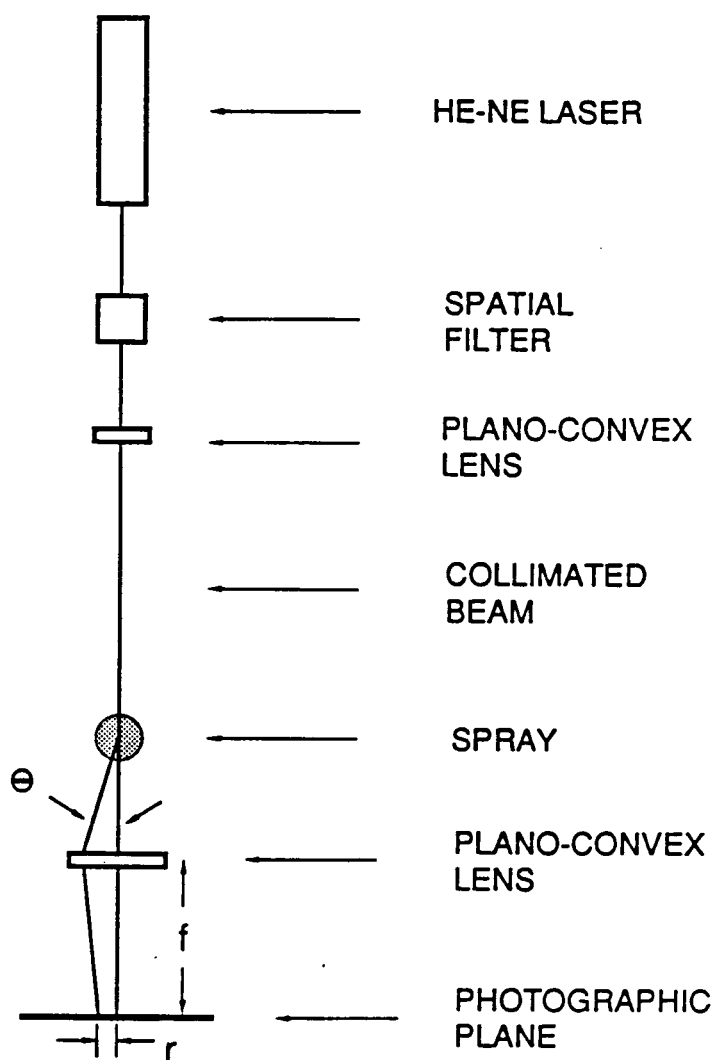 HE-NE LASER
SPATIAL
FILTER
PLANO-CONVEX
LENS
COLLIMATED
BEAM
SPRAY
Θ
PLANO-CONVEX
LENS
f
PHOTOGRAPHIC
PLANE
r